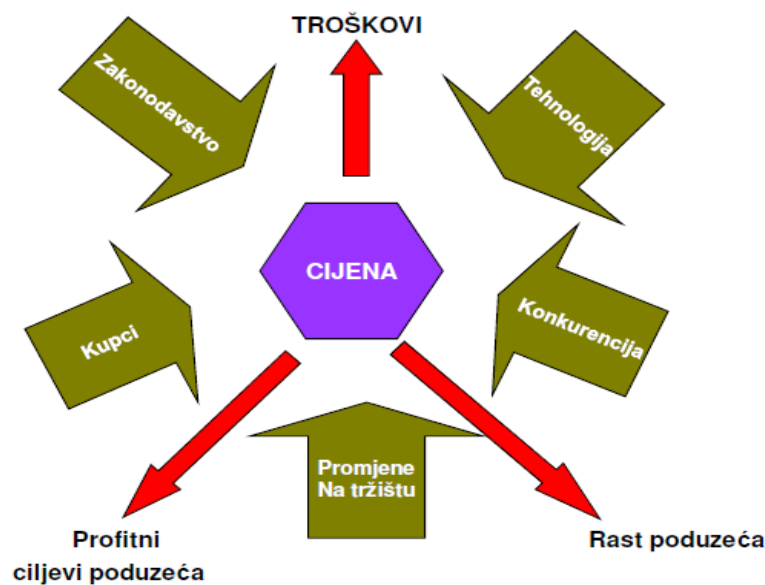 TROŠKOVI
Zakonodavstvo
Tehnologija
CIJENA
Kupci
Konkurencija
Promjene
Na tržištu
Profitni
ciljevi poduzeća
Rast poduzeća